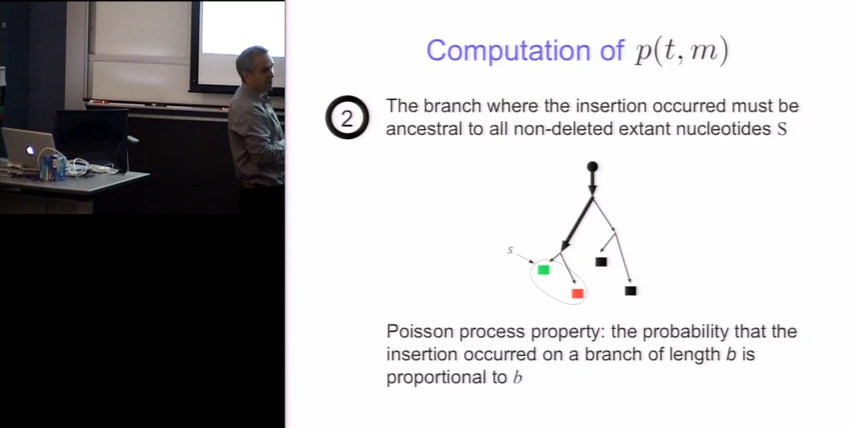 Computation of p(t, m)
2
The branch where the insertion occurred must be
ancestral to all non-deleted extant nucleotides S
S
Poisson process property: the probability that the
insertion occurred on a branch of length b is
proportional to b